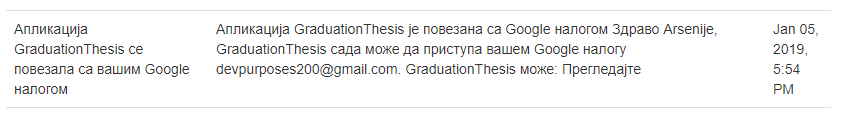 Апликација
GraduationThesis се
повезала са вашим Google
налогом
Апликација GraduationThesis је повезана са Google налогом Здраво Arsenije,
GraduationThesis сада може да приступа вашем Google налогу
devpurposes200@gmail.com. GraduationThesis може: Прегледајте
Jan 05,
2019,
5:54
PM